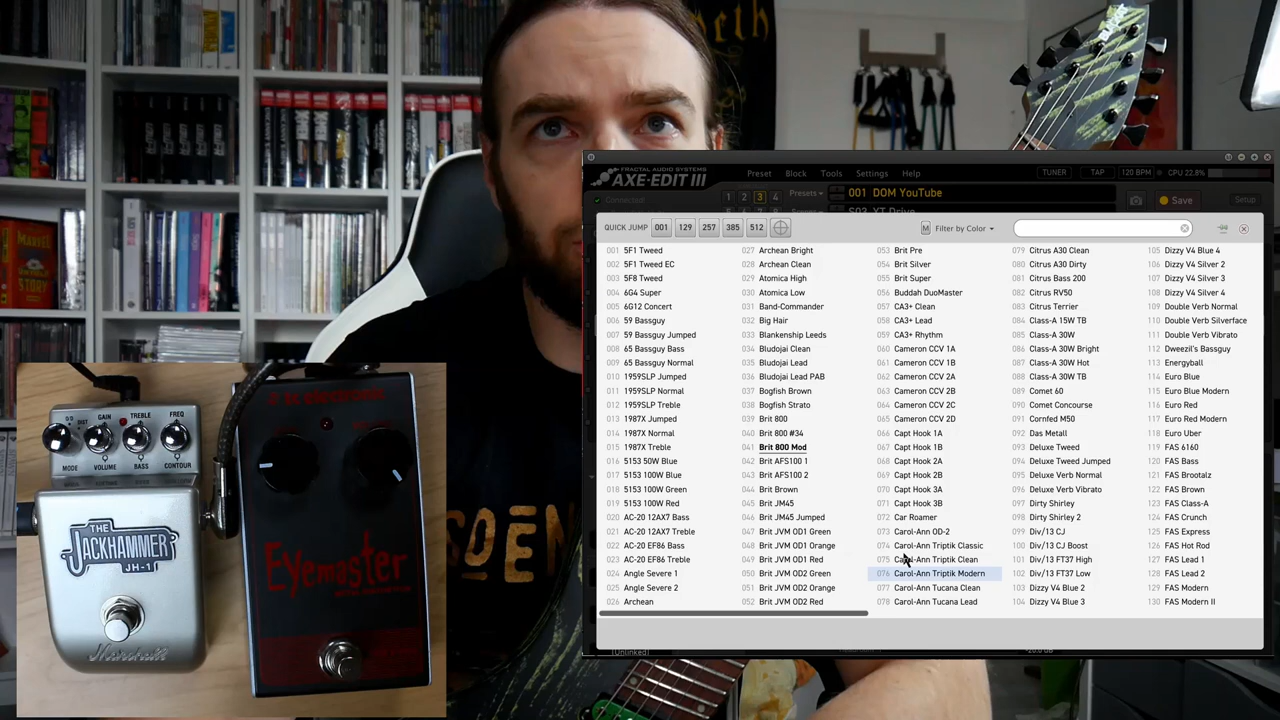 FRACTAL AUDIO SYSTEMS
AXE-EDIT III
Preset Block Tools Settings Help
TUNER TAP 120 BPM CPU 22.8%
Connected
1 2 3 4 Presets 001 DOM YouTube Save Setup
QUICK JUMP 001 129 257 385 512 M Filter by Color
001 5F1 Tweed
002 5F1 Tweed EC
003 5F8 Tweed
004 6G4 Super
005 6G12 Concert
006 59 Bassguy
007 59 Bassguy Jumped
008 65 Bassguy Bass
009 65 Bassguy Normal
010 1959SLP Jumped
011 1959SLP Normal
012 1959SLP Treble
013 1987X Jumped
014 1987X Normal
015 1987X Treble
016 5153 50W Blue
017 5153 100W Blue
018 5153 100W Green
019 5153 100W Red
020 AC-20 12AX7 Bass
021 AC-20 12AX7 Treble
022 AC-20 EF86 Bass
023 AC-20 EF86 Treble
024 Angle Severe 1
025 Angle Severe 2
026 Archean
027 Archean Bright
028 Archean Clean
029 Atomica High
030 Atomica Low
031 Band-Commander
032 Big Hair
033 Blankenship Leeds
034 Bludojai Clean
035 Bludojai Lead
036 Bludojai Lead PAB
037 Bogfish Brown
038 Bogfish Strato
039 Brit 800
040 Brit 800 #34
041 Brit 800 Mod
042 Brit AFS100 1
043 Brit AFS100 2
044 Brit Brown
045 Brit JM45
046 Brit JM45 Jumped
047 Brit JVM OD1 Green
048 Brit JVM OD1 Orange
049 Brit JVM OD1 Red
050 Brit JVM OD2 Green
051 Brit JVM OD2 Orange
052 Brit JVM OD2 Red
053 Brit Pre
054 Brit Silver
055 Brit Super
056 Buddah DuoMaster
057 CA3+ Clean
058 CA3+ Lead
059 CA3+ Rhythm
060 Cameron CCV 1A
061 Cameron CCV 1B
062 Cameron CCV 2A
063 Cameron CCV 2B
064 Cameron CCV 2C
065 Cameron CCV 2D
066 Capt Hook 1A
067 Capt Hook 1B
068 Capt Hook 2A
069 Capt Hook 2B
070 Capt Hook 3A
071 Capt Hook 3B
072 Car Roamer
073 Carol-Ann OD-2
074 Carol-Ann Triptik Classic
075 Carol-Ann Triptik Clean
076 Carol-Ann Triptik Modern
077 Carol-Ann Tucana Clean
078 Carol-Ann Tucana Lead
079 Citrus A30 Clean
080 Citrus A30 Dirty
081 Citrus Bass 200
082 Citrus RV50
083 Citrus Terrier
084 Class-A 15W TB
085 Class-A 30W
086 Class-A 30W Bright
087 Class-A 30W Hot
088 Class-A 30W TB
089 Comet 60
090 Comet Concourse
091 Cornfed M50
092 Das Metall
093 Deluxe Tweed
094 Deluxe Tweed Jumped
095 Deluxe Verb Normal
096 Deluxe Verb Vibrato
097 Dirty Shirley
098 Dirty Shirley 2
099 Div/13 CJ
100 Div/13 CJ Boost
101 Div/13 FT37 High
102 Div/13 FT37 Low
103 Dizzy V4 Blue 2
104 Dizzy V4 Blue 3
105 Dizzy V4 Blue 4
106 Dizzy V4 Silver 2
107 Dizzy V4 Silver 3
108 Dizzy V4 Silver 4
109 Double Verb Normal
110 Double Verb Silverface
111 Double Verb Vibrato
112 Dweezil's Bassguy
113 Energyball
114 Euro Blue
115 Euro Blue Modern
116 Euro Red
117 Euro Red Modern
118 Euro Uber
119 FAS 6160
120 FAS Bass
121 FAS Brootalz
122 FAS Brown
123 FAS Class-A
124 FAS Crunch
125 FAS Express
126 FAS Hot Rod
127 FAS Lead 1
128 FAS Lead 2
129 FAS Modern
130 FAS Modern II
(Unlinked)
MARVEL
UNTOLD
STORY
OD DIST GAIN TREBLE FREQ
MODE VOLUME BASS CONTOUR
THE
JACKHAMMER
JH-1
Marshall
Eyemaster
SOEN